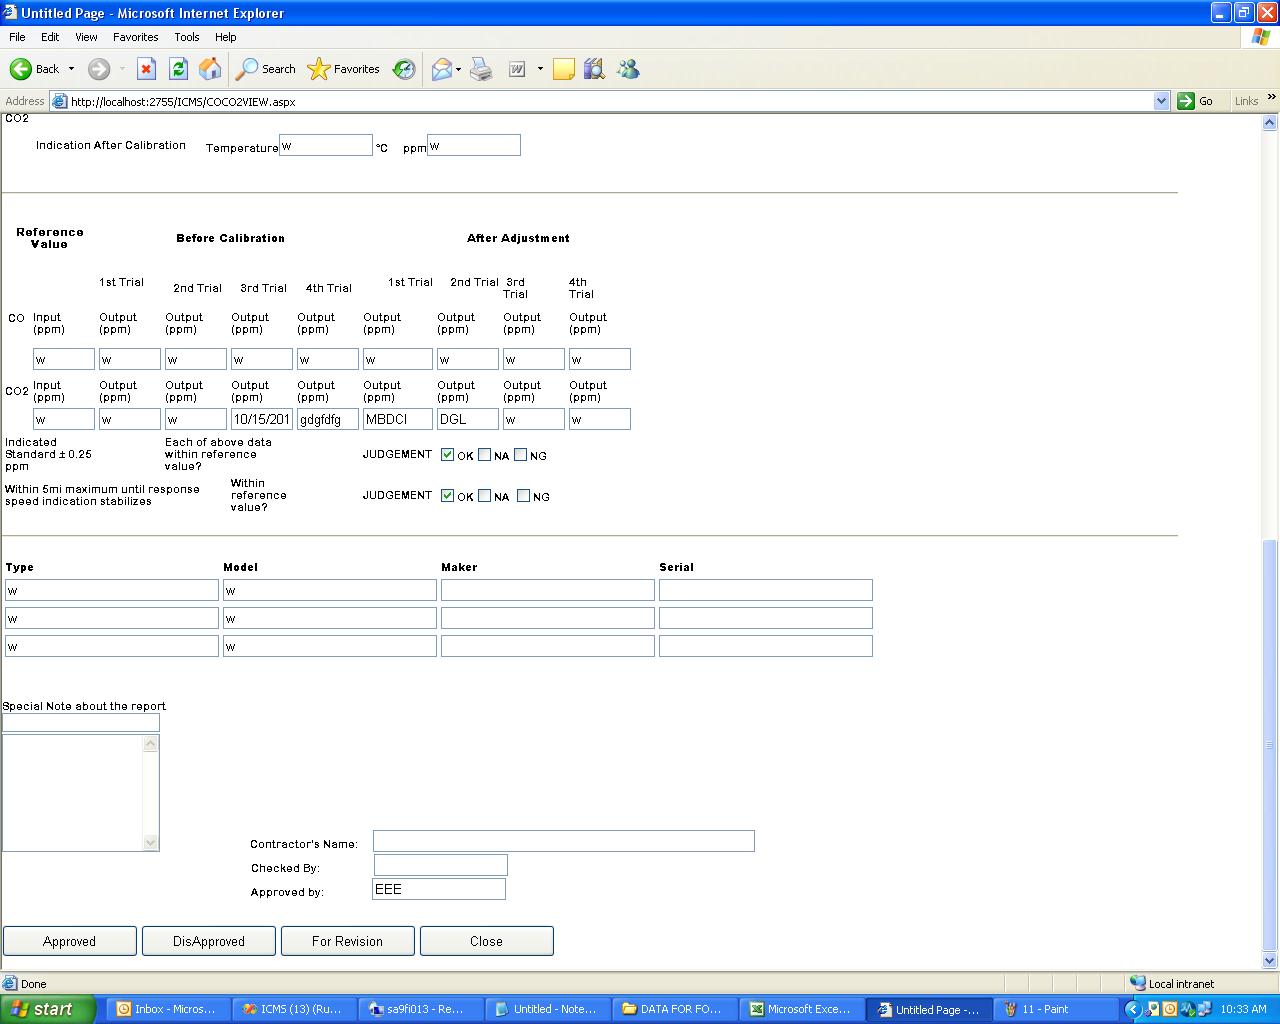 Untitled Page - Microsoft Internet Explorer
File Edit View Favorites Tools Help
Back Search Favorites
Address http://localhost:2755/ICMS/COCO2VIEW.aspx Go Links »
CO2
Indication After Calibration Temperature w °C ppm w
Reference Value Before Calibration After Adjustment
1st Trial 2nd Trial 3rd Trial 4th Trial 1st Trial 2nd Trial 3rd Trial 4th Trial
CO Input (ppm) Output (ppm) Output (ppm) Output (ppm) Output (ppm) Output (ppm) Output (ppm) Output (ppm) Output (ppm)
w w w w w w w w w
CO2 Input (ppm) Output (ppm) Output (ppm) Output (ppm) Output (ppm) Output (ppm) Output (ppm) Output (ppm) Output (ppm)
w w w 10/15/201 gdgfdfg MBDCI DGL w w
Indicated Standard ± 0.25 ppm Each of above data within reference value? JUDGEMENT OK NA NG
Within 5mi maximum until response speed indication stabilizes Within reference value? JUDGEMENT OK NA NG
Type Model Maker Serial
w w
w w
w w
Special Note about the report
Contractor's Name:
Checked By:
Approved by: EEE
Approved DisApproved For Revision Close
Done Local intranet
start Inbox - Micros... ICMS (13) (Ru... sa9fi013 - Re... Untitled - Note... DATA FOR FO... Microsoft Exce... Untitled Page -... 11 - Paint 10:33 AM